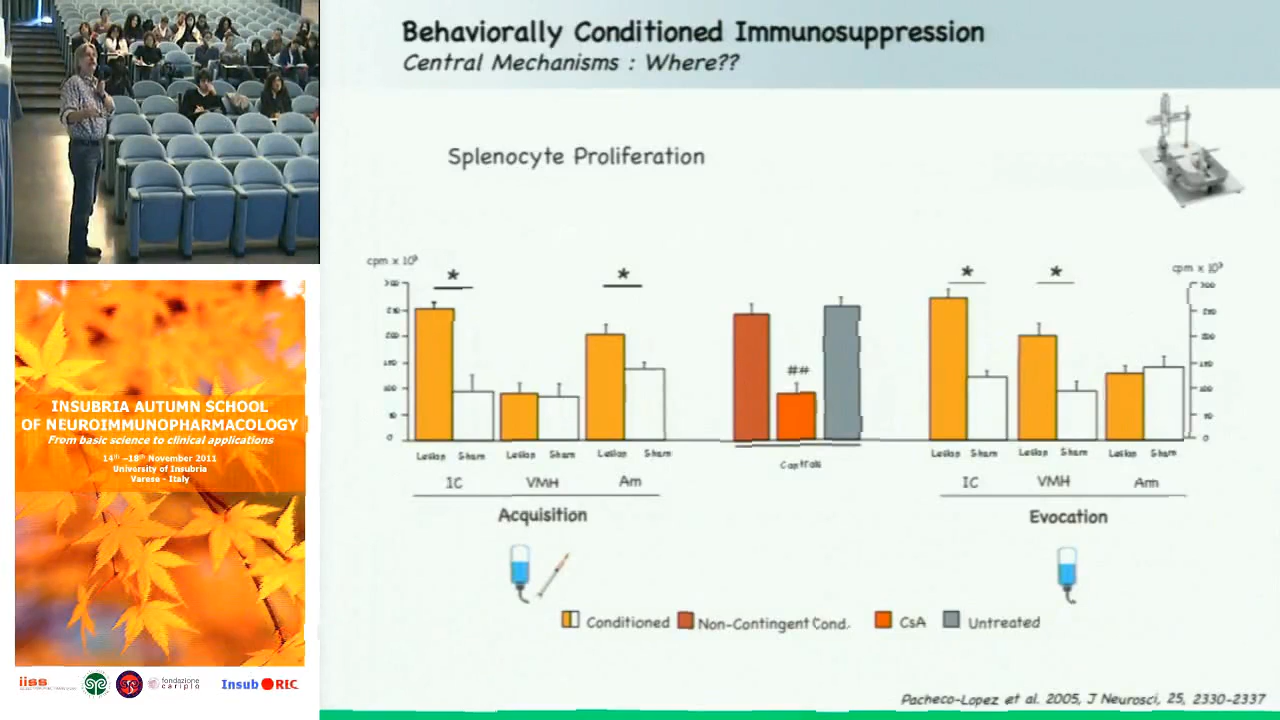 Behaviorally Conditioned Immunosuppression
Central Mechanisms : Where??
Splenocyte Proliferation
cpm x 10³
cpm x 10³
* * ## * *
Lesion Sham Lesion Sham Lesion Sham
IC VMH Am
Acquisition
Controls
Lesion Sham Lesion Sham Lesion Sham
IC VMH Am
Evocation
Conditioned Non-Contingent Cond. CsA Untreated
Pacheco-Lopez et al. 2005, J Neurosci, 25, 2330-2337
INSUBRIA AUTUMN SCHOOL
OF NEUROIMMUNOPHARMACOLOGY
From basic science to clinical applications
14th –18th November 2011
University of Insubria
Varese - Italy
iiss
fondazione
cariplo
Insub RIC